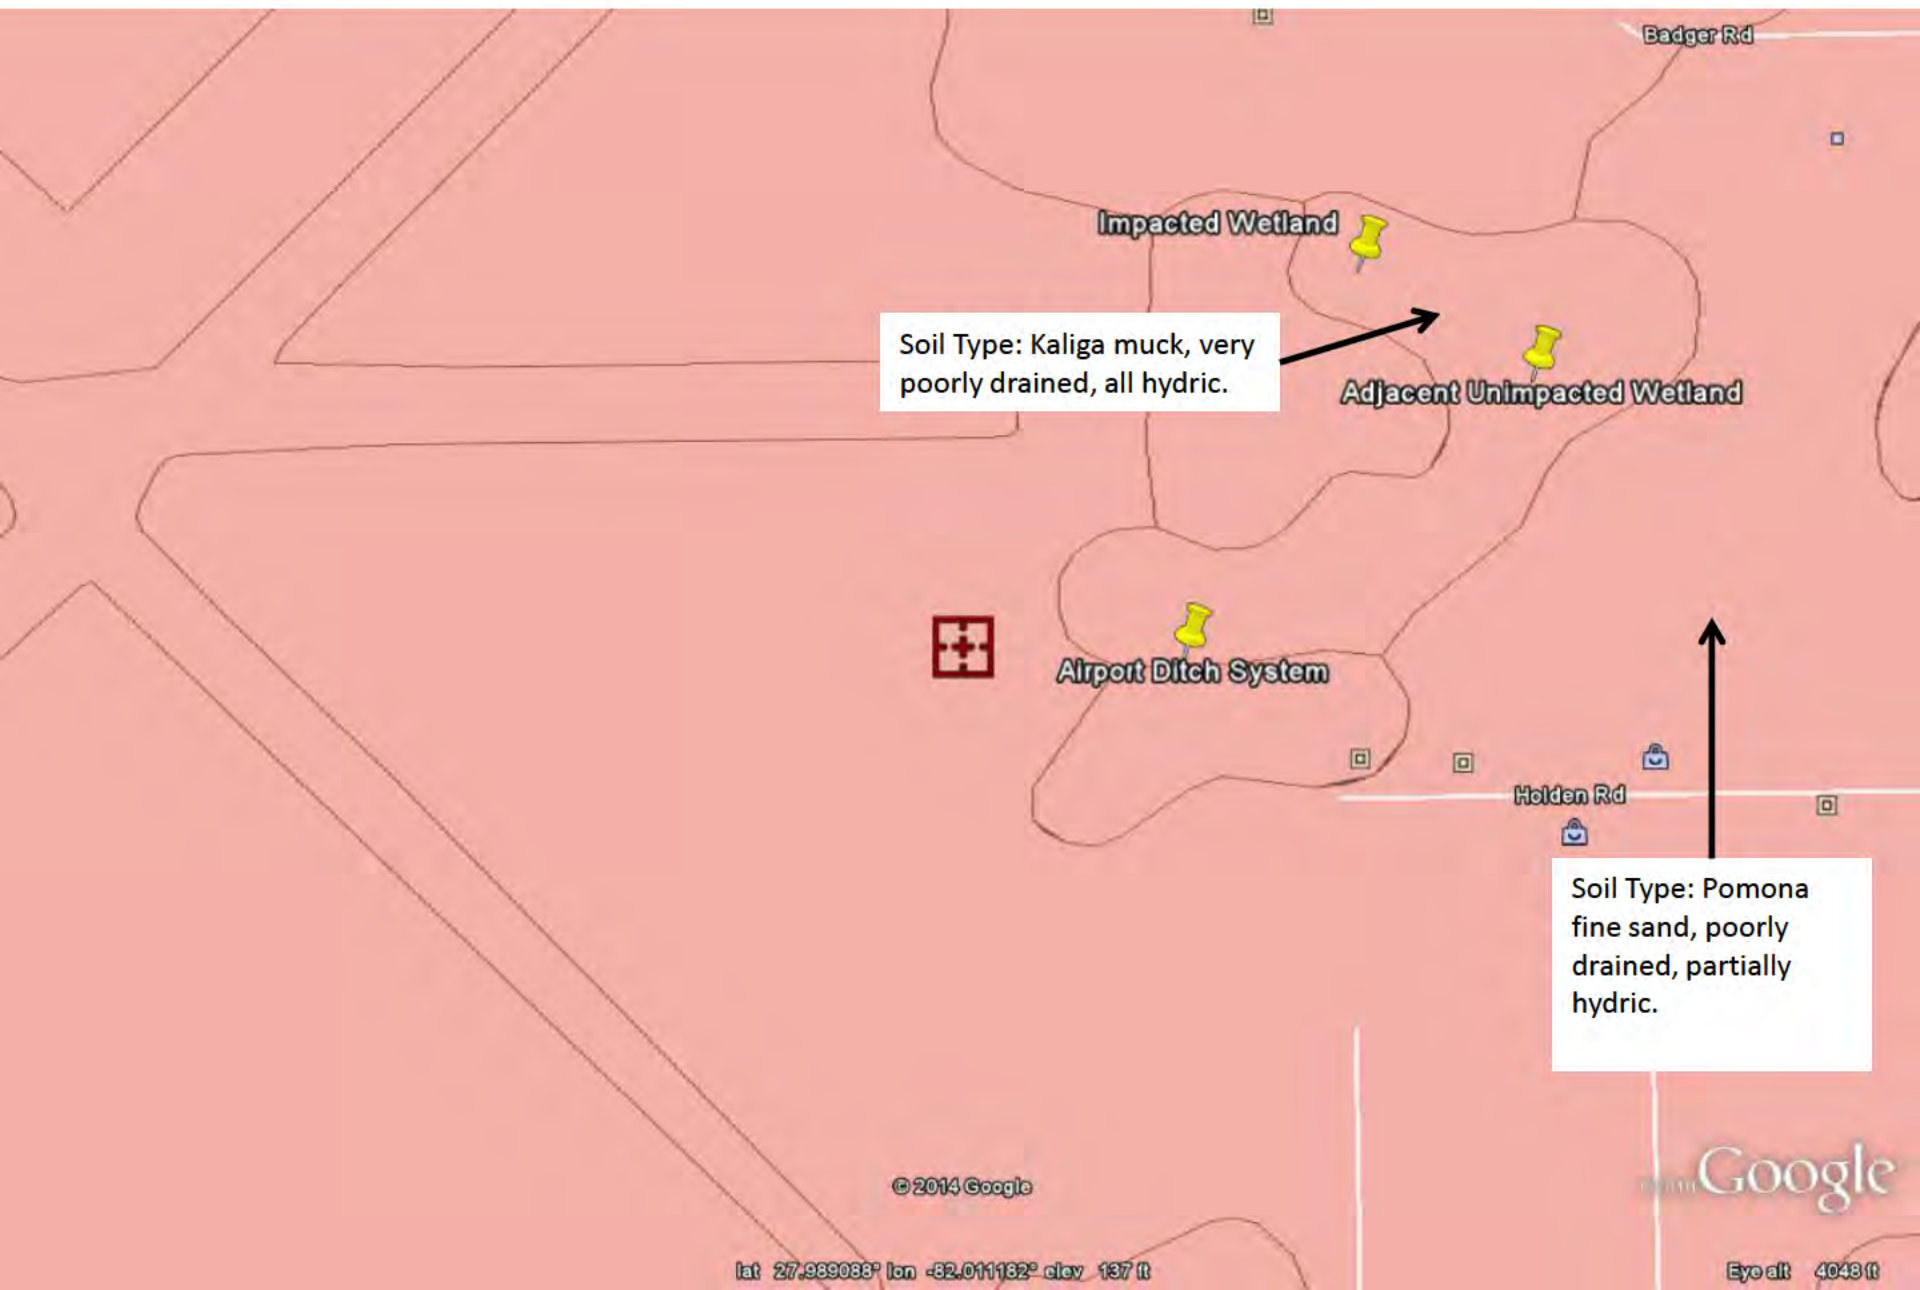 Badger Rd
Impacted Wetland
Soil Type: Kaliga muck, very
poorly drained, all hydric.
Adjacent Unimpacted Wetland
Airport Ditch System
Holden Rd
Soil Type: Pomona
fine sand, poorly
drained, partially
hydric.
Google
© 2014 Google
lat 27.989088° lon -82.011182° elev 137 ft
Eye alt 4048 ft